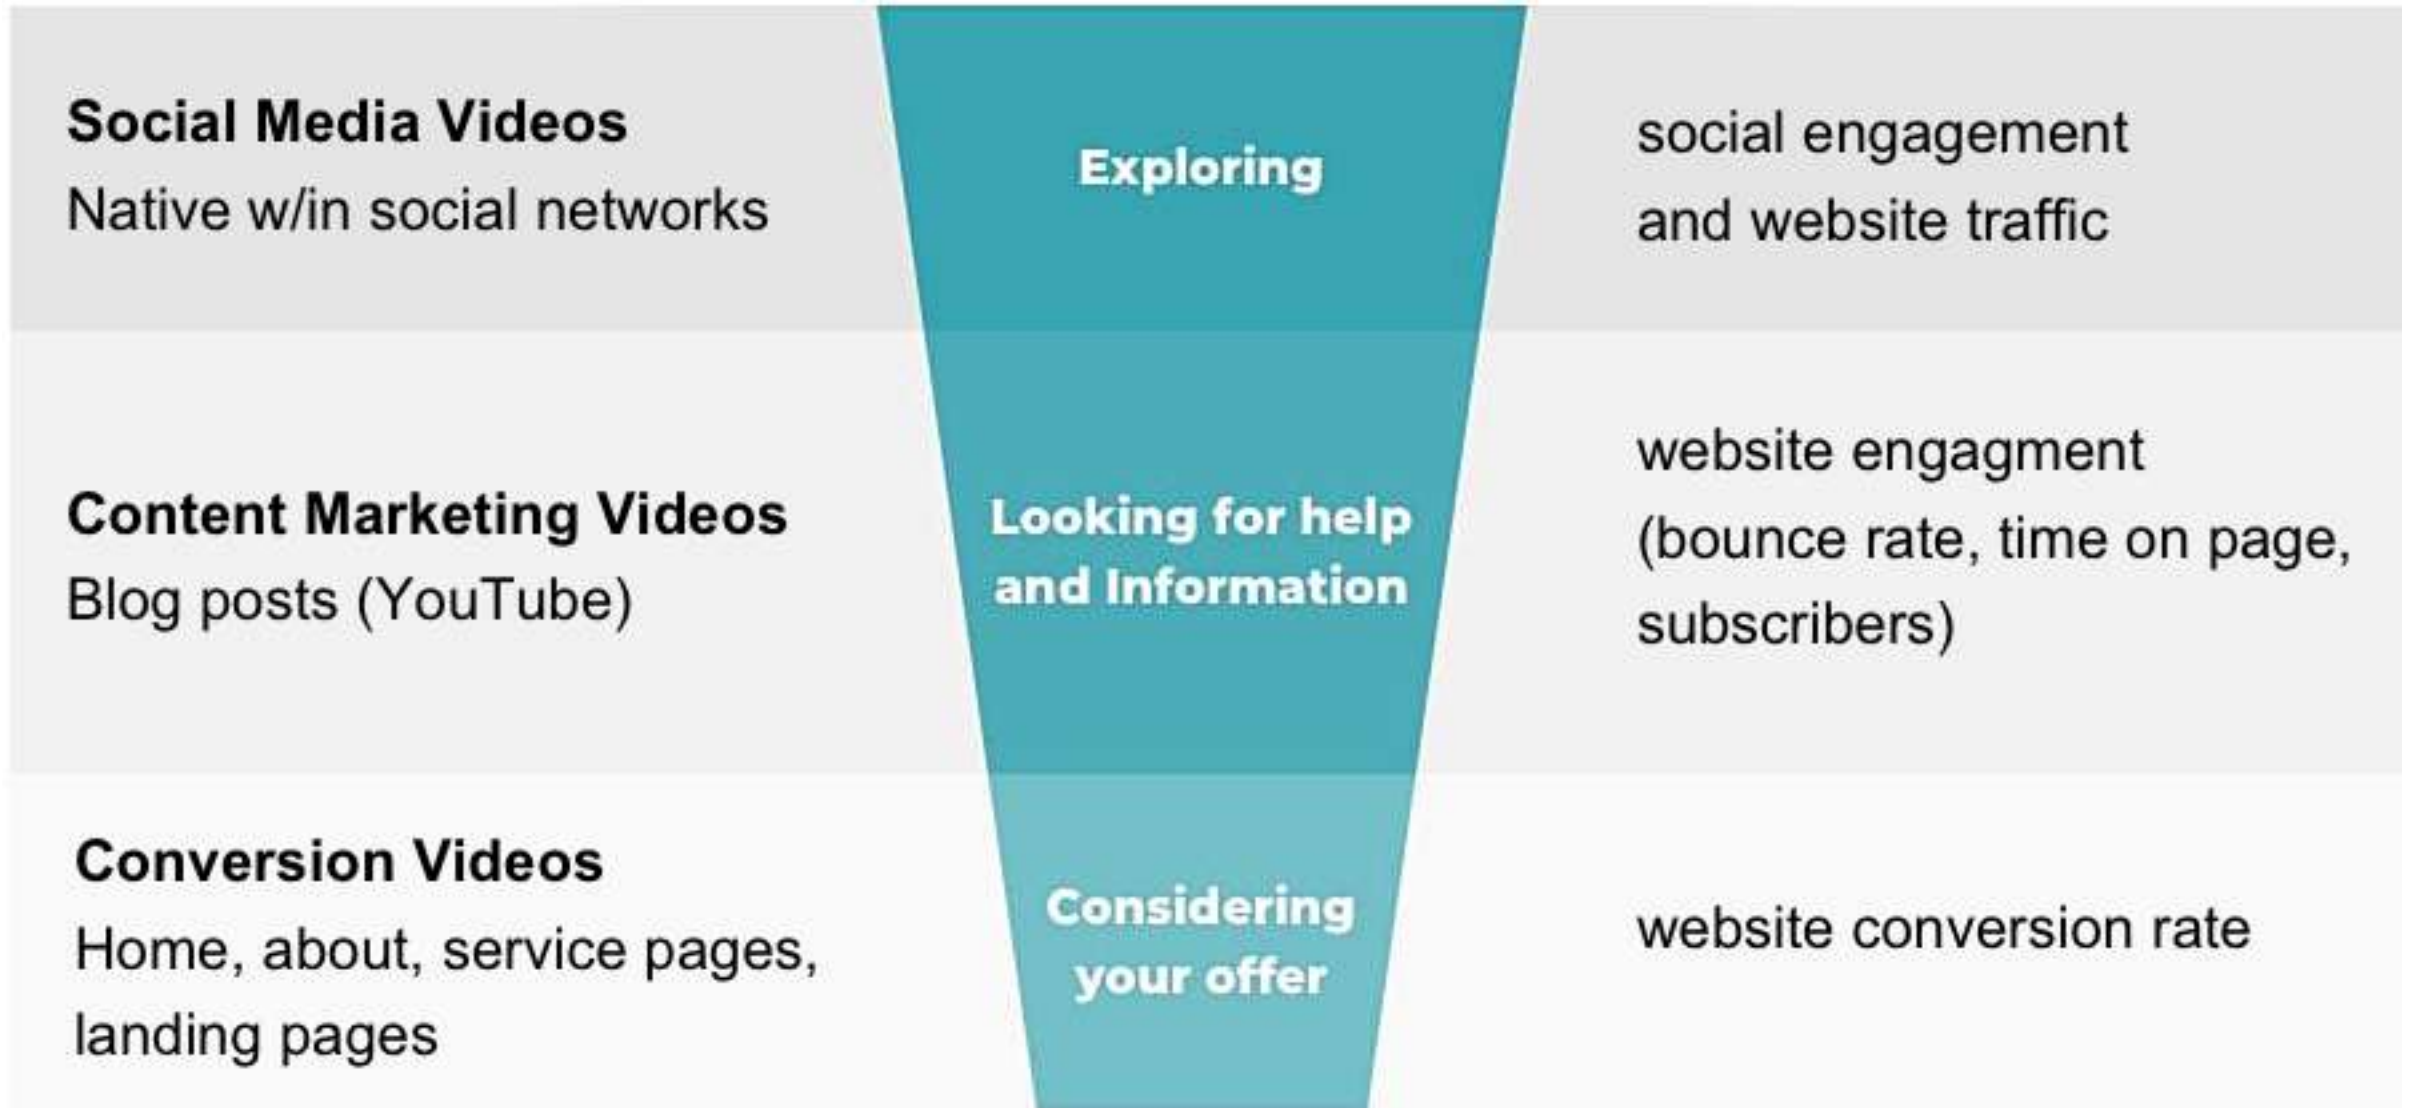 Social Media Videos
Native w/in social networks
Exploring
social engagement
and website traffic
Content Marketing Videos
Blog posts (YouTube)
Looking for help
and Information
website engagment
(bounce rate, time on page,
subscribers)
Conversion Videos
Home, about, service pages,
landing pages
Considering
your offer
website conversion rate